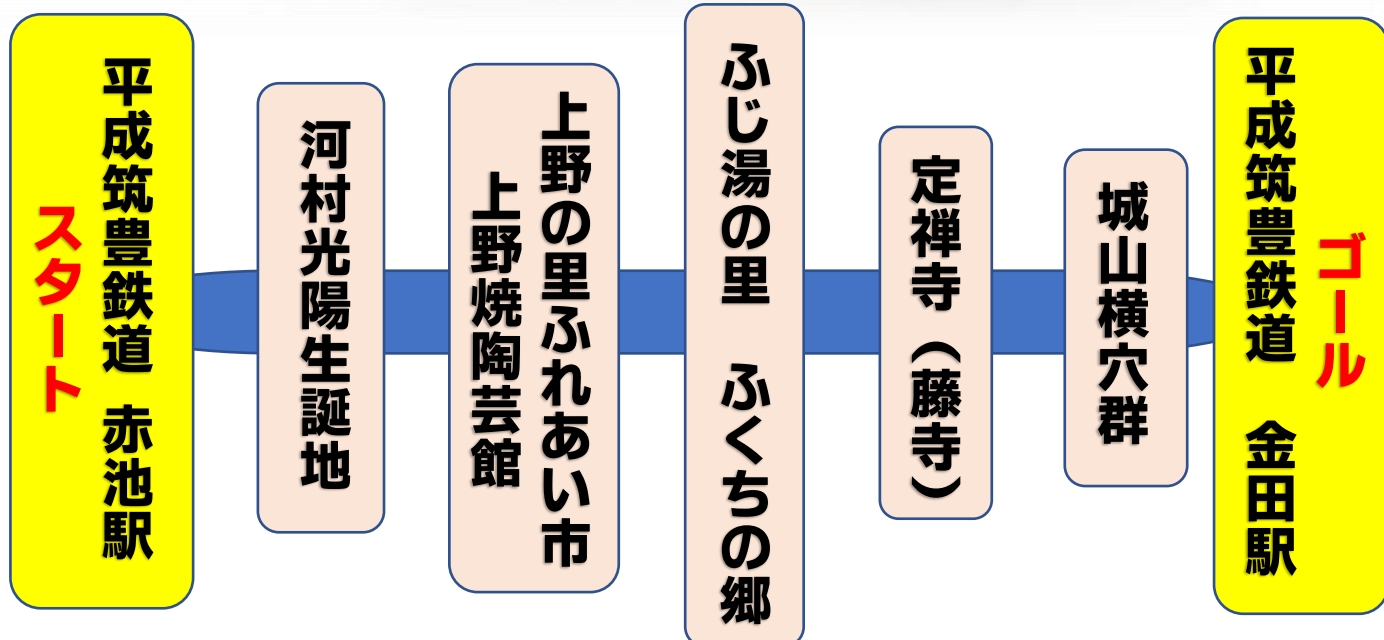 スタート
平成筑豊鉄道　赤池駅
河村光陽生誕地
上野の里ふれあい市
上野焼陶芸館
ふじ湯の里　ふくちの郷
定禅寺（藤寺）
城山横穴群
ゴール
平成筑豊鉄道　金田駅